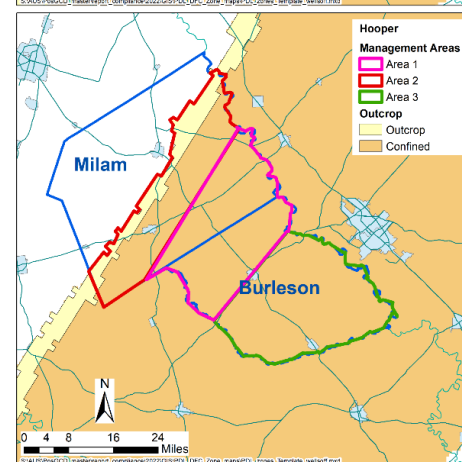 Hooper
Management Areas
Area 1
Area 2
Area 3
Outcrop
Outcrop
Confined
Milam
Burleson
N
0 4 8 16 24
Miles